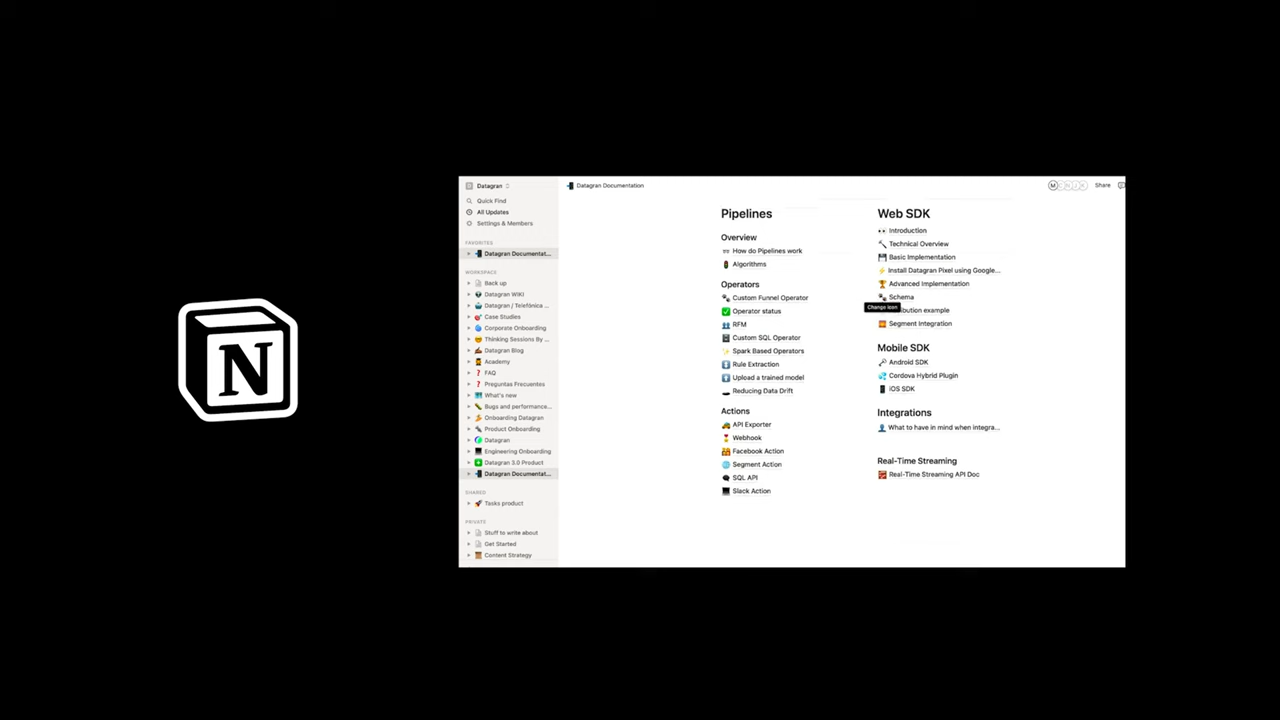 N
Datagran
Quick Find
All Updates
Settings & Members
FAVORITES
Datagran Documentat...
WORKSPACE
Back up
Datagran WIKI
Datagran / Telefónica ...
Case Studies
Corporate Onboarding
Thinking Sessions By ...
Datagran Blog
Academy
FAQ
Preguntas Frecuentes
What's new
Bugs and performance...
Onboarding Datagran
Product Onboarding
Datagran
Engineering Onboarding
Datagran 3.0 Product
Datagran Documentat...
SHARED
Tasks product
PRIVATE
Stuff to write about
Get Started
Content Strategy
Datagran Documentation
Share
Pipelines
Overview
How do Pipelines work
Algorithms
Operators
Custom Funnel Operator
Operator status
RFM
Custom SQL Operator
Spark Based Operators
Rule Extraction
Upload a trained model
Reducing Data Drift
Actions
API Exporter
Webhook
Facebook Action
Segment Action
SQL API
Slack Action
Web SDK
Introduction
Technical Overview
Basic Implementation
Install Datagran Pixel using Google...
Advanced Implementation
Schema
Change icon
example
Segment Integration
Mobile SDK
Android SDK
Cordova Hybrid Plugin
iOS SDK
Integrations
What to have in mind when integra...
Real-Time Streaming
Real-Time Streaming API Doc